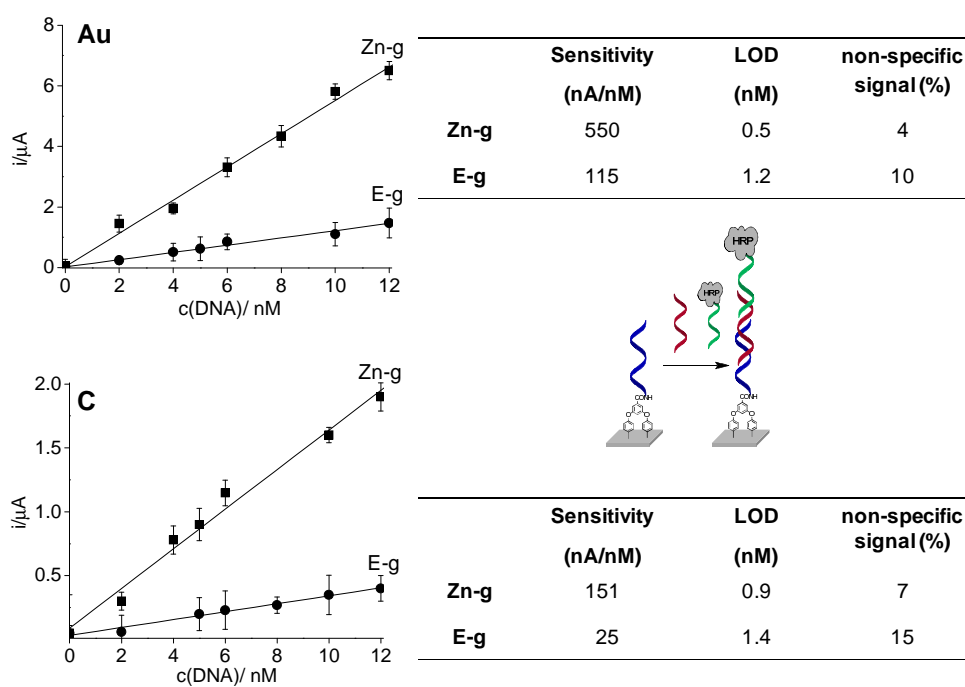 Au
Zn-g
E-g
8
6
4
2
0
i/µA
0 2 4 6 8 10 12
c(DNA)/ nM
Sensitivity LOD non-specific
(nA/nM) (nM) signal (%)
Zn-g 550 0.5 4
E-g 115 1.2 10
HRP
HRP
CONH
CONH
O O
O O
C
Zn-g
E-g
2.0
1.5
1.0
0.5
i/µA
0 2 4 6 8 10 12
c(DNA)/ nM
Sensitivity LOD non-specific
(nA/nM) (nM) signal (%)
Zn-g 151 0.9 7
E-g 25 1.4 15